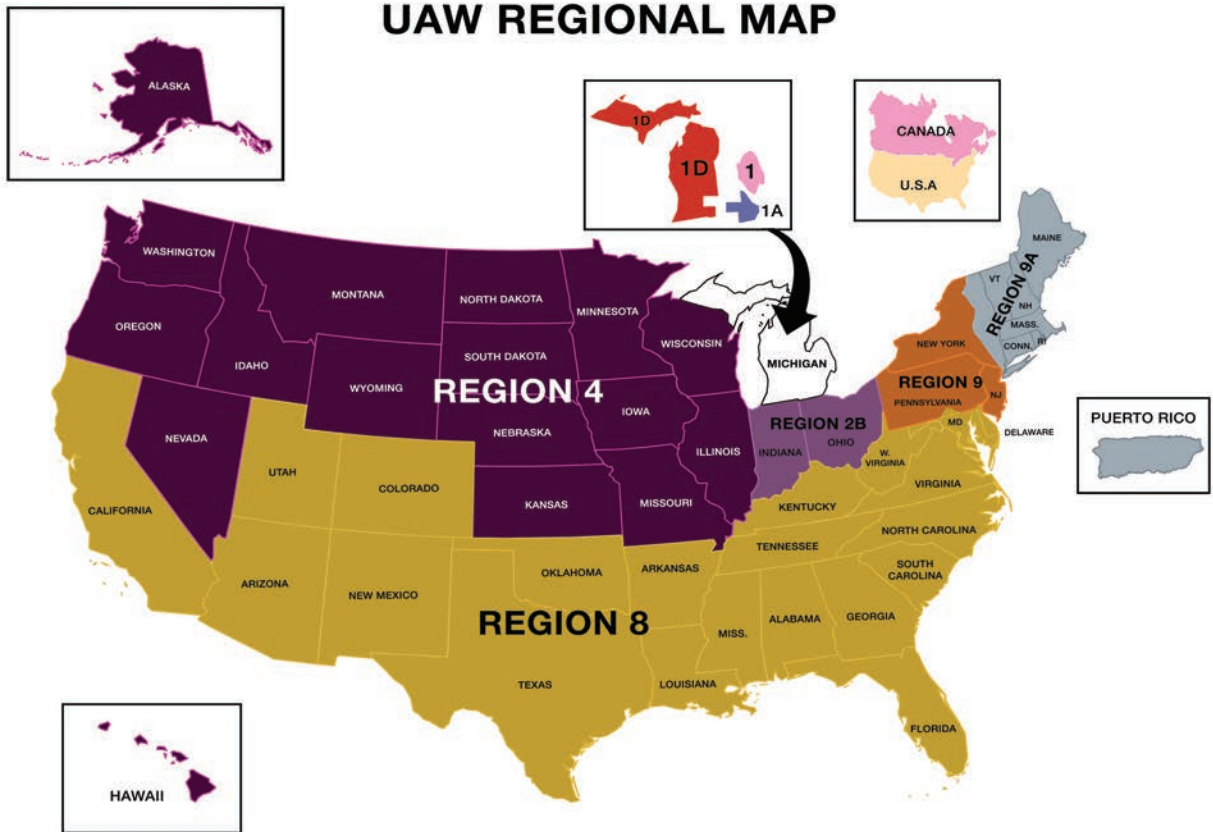 UAW REGIONAL MAP
ALASKA
1D
1D
1
1A
CANADA
U.S.A
WASHINGTON
MONTANA
NORTH DAKOTA
MINNESOTA
OREGON
IDAHO
SOUTH DAKOTA
WISCONSIN
WYOMING
REGION 4
IOWA
NEBRASKA
NEVADA
ILLINOIS
KANSAS
MISSOURI
MICHIGAN
MAINE
VT
NH
REGION 9A
MASS.
CONN.
RI
NEW YORK
REGION 9
PENNSYLVANIA
NJ
REGION 2B
INDIANA
OHIO
MD
DELAWARE
PUERTO RICO
UTAH
COLORADO
CALIFORNIA
W.
VIRGINIA
VIRGINIA
KENTUCKY
NORTH CAROLINA
TENNESSEE
SOUTH
CAROLINA
ARIZONA
NEW MEXICO
OKLAHOMA
ARKANSAS
REGION 8
MISS.
ALABAMA
GEORGIA
TEXAS
LOUISIANA
FLORIDA
HAWAII